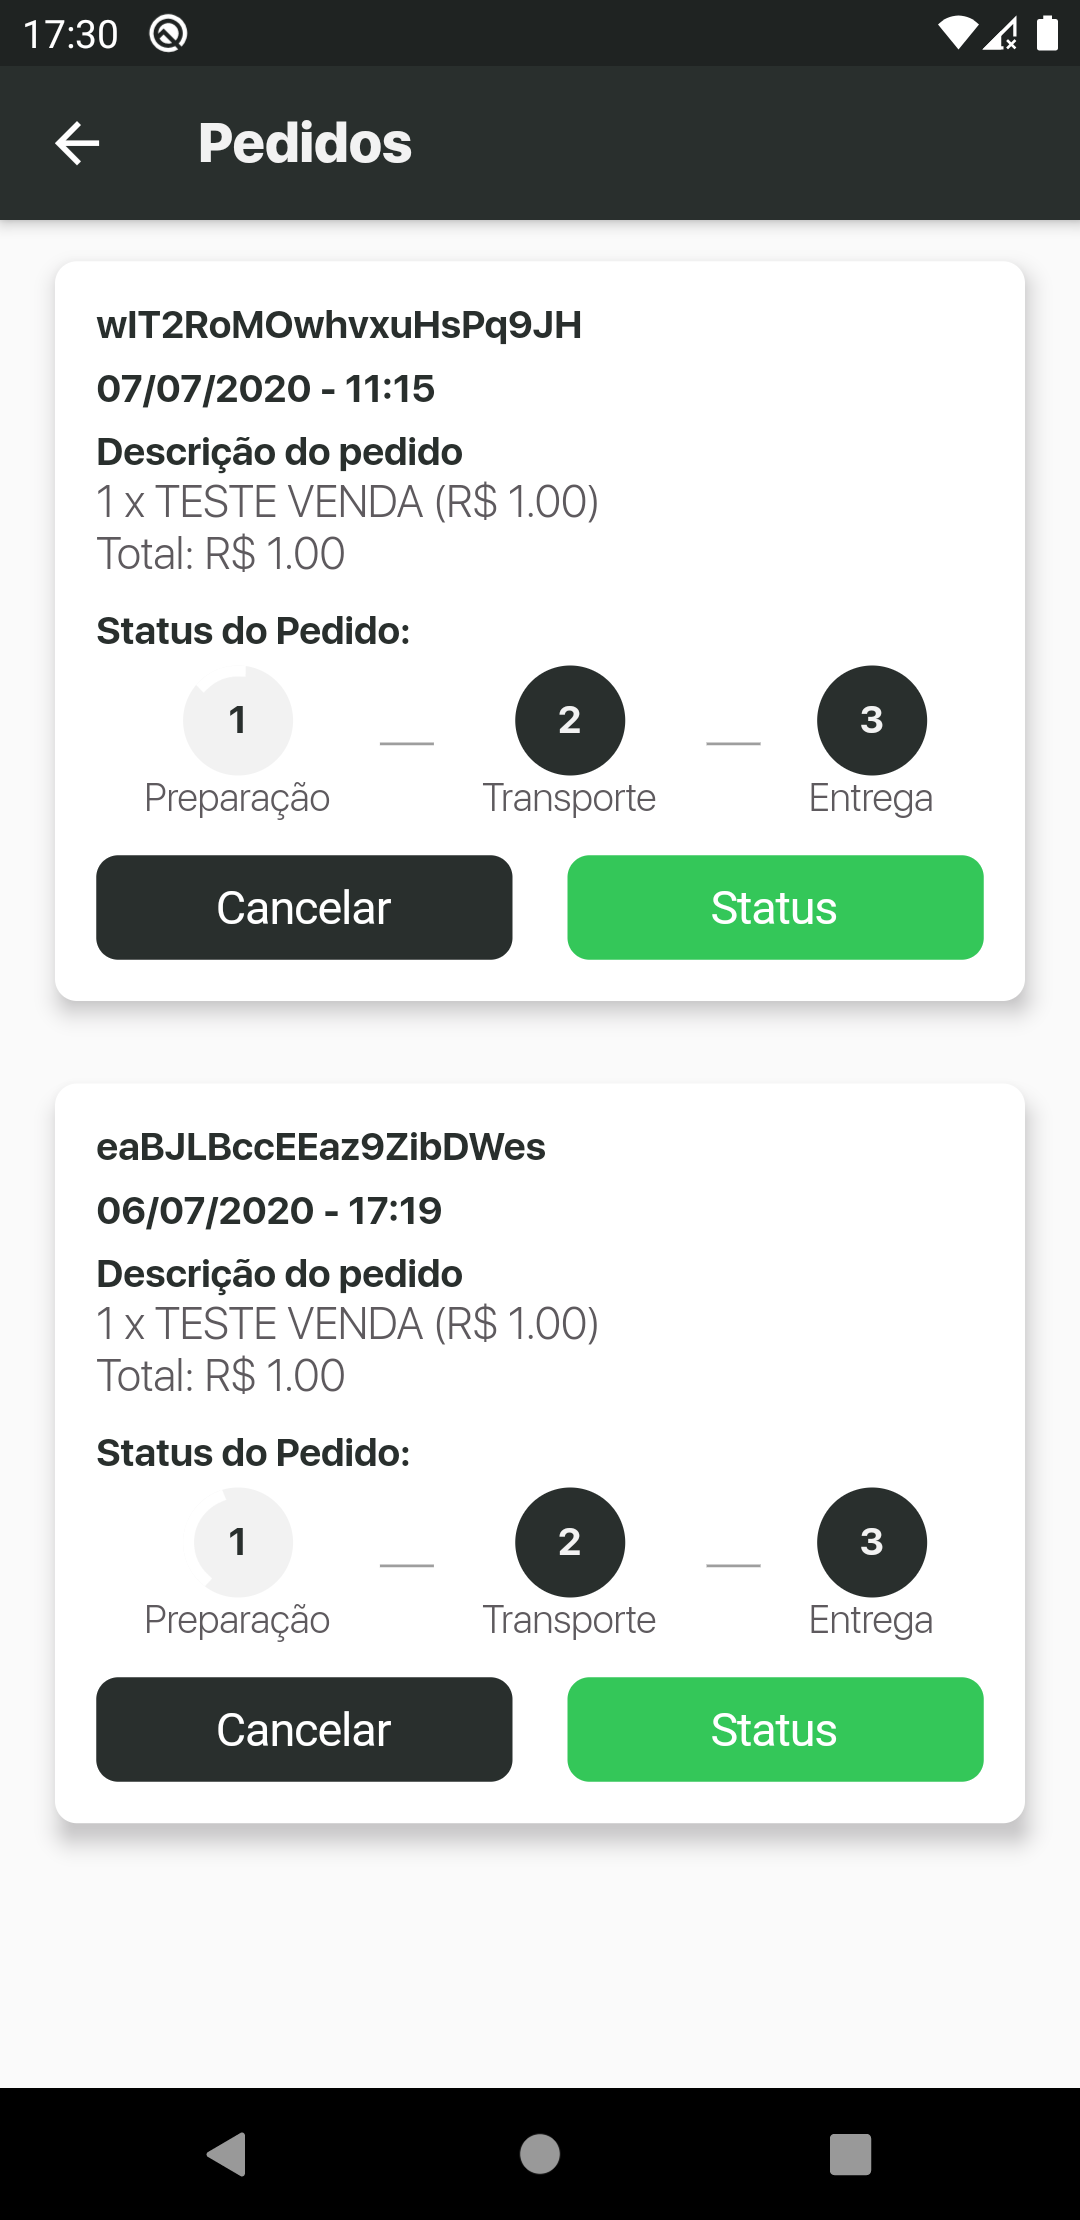 17:30
Pedidos
wIT2RoMOwhvxuHsPq9JH
07/07/2020 - 11:15
Descrição do pedido
1 x TESTE VENDA (R$ 1.00)
Total: R$ 1.00
Status do Pedido:
1 2 3
Preparação Transporte Entrega
Cancelar Status
eaBJLBccEEaz9ZibDWes
06/07/2020 - 17:19
Descrição do pedido
1 x TESTE VENDA (R$ 1.00)
Total: R$ 1.00
Status do Pedido:
1 2 3
Preparação Transporte Entrega
Cancelar Status